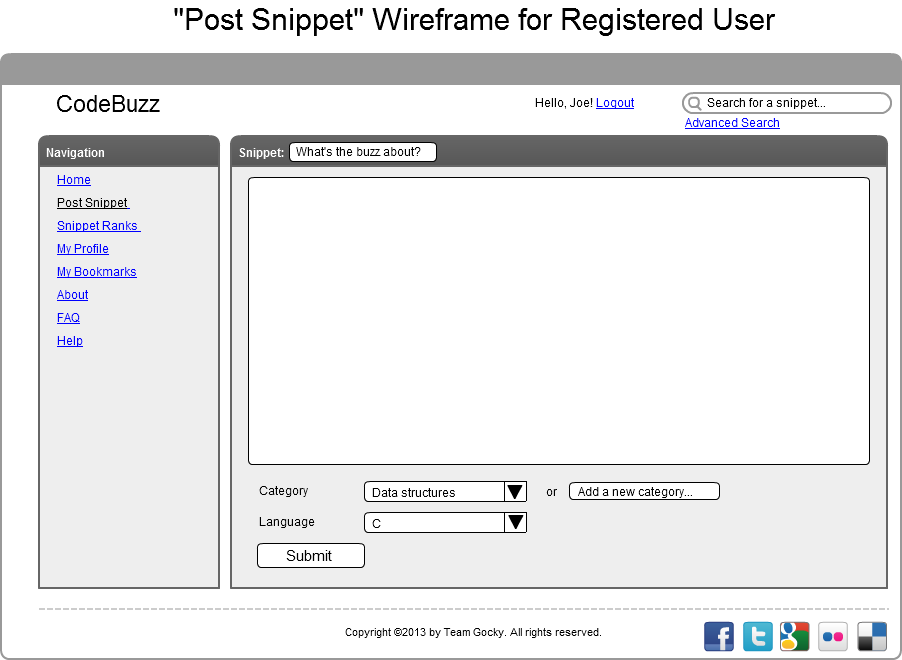 "Post Snippet" Wireframe for Registered User
CodeBuzz
Hello, Joe! Logout
Search for a snippet...
Advanced Search
Navigation
Home
Post Snippet
Snippet Ranks
My Profile
My Bookmarks
About
FAQ
Help
Snippet: What's the buzz about?
Category Data structures or Add a new category...
Language C
Submit
Copyright ©2013 by Team Gocky. All rights reserved.